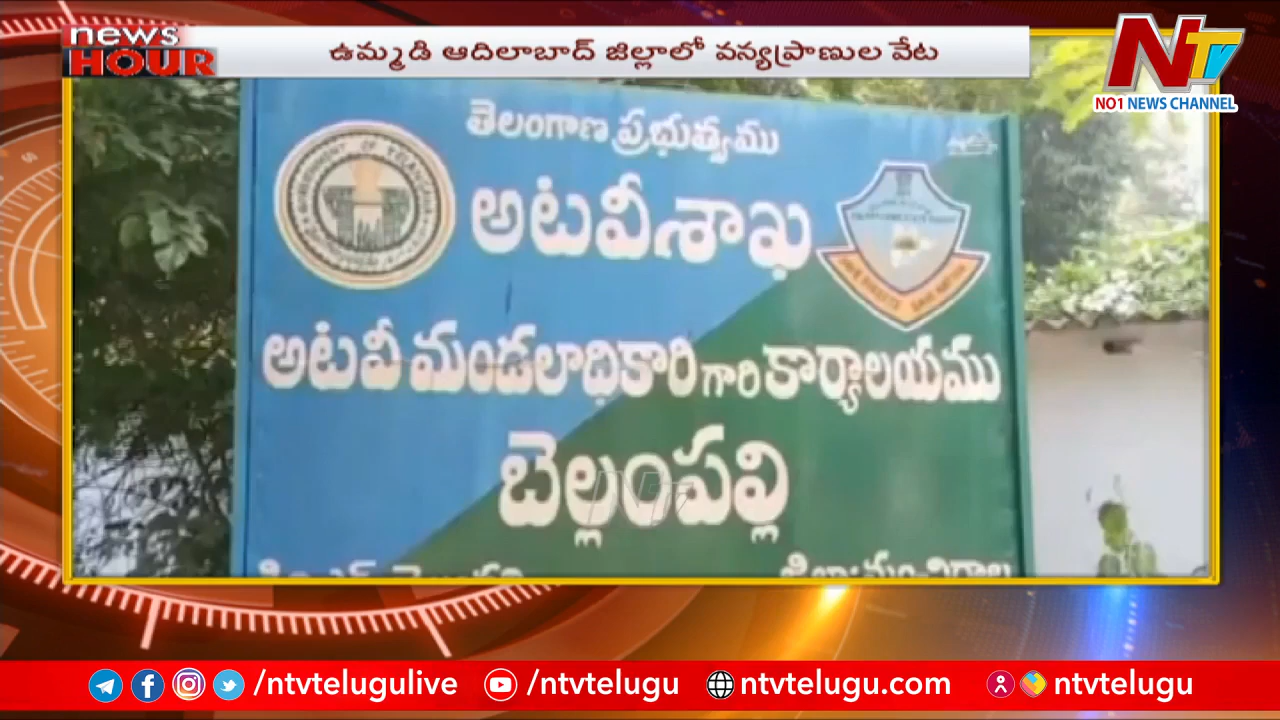 news
HOUR
ఉమ్మడి ఆదిలాబాద్ జిల్లాలో వన్యప్రాణుల వేట
NTV
NO1 NEWS CHANNEL
తెలంగాణ ప్రభుత్వము
అటవీశాఖ
అటవీ మండలాధికారి గారి కార్యాలయము
బెల్లంపల్లి
/ntvtelugulive
/ntvtelugu
ntvtelugu.com
ntvtelugu